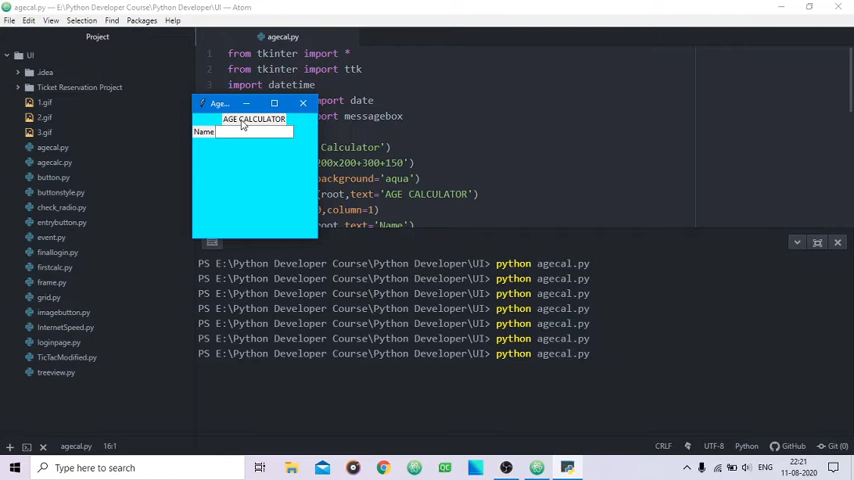 agecal.py — E:\Python Developer Course\Python Developer\UI — Atom
File Edit View Selection Find Packages Help
Project
agecal.py
UI
.idea
Ticket Reservation Project
1.gif
2.gif
3.gif
agecal.py
agecalc.py
button.py
buttonstyle.py
check_radio.py
entrybutton.py
event.py
finallogin.py
firstcalc.py
frame.py
grid.py
imagebutton.py
InternetSpeed.py
loginpage.py
TicTacModified.py
treeview.py
1 from tkinter import *
2 from tkinter import ttk
3 import datetime
import date
port messagebox
Calculator')
200x200+300+150')
background='aqua')
(root,text='AGE CALCULATOR')
0,column=1)
(root,text='Name')
Age...
AGE CALCULATOR
Name
PS E:\Python Developer Course\Python Developer\UI> python agecal.py
PS E:\Python Developer Course\Python Developer\UI> python agecal.py
PS E:\Python Developer Course\Python Developer\UI> python agecal.py
PS E:\Python Developer Course\Python Developer\UI> python agecal.py
PS E:\Python Developer Course\Python Developer\UI> python agecal.py
PS E:\Python Developer Course\Python Developer\UI> python agecal.py
PS E:\Python Developer Course\Python Developer\UI> python agecal.py
agecal.py 16:1
CRLF UTF-8 Python GitHub Git (0)
Type here to search
ENG
22:21
11-08-2020